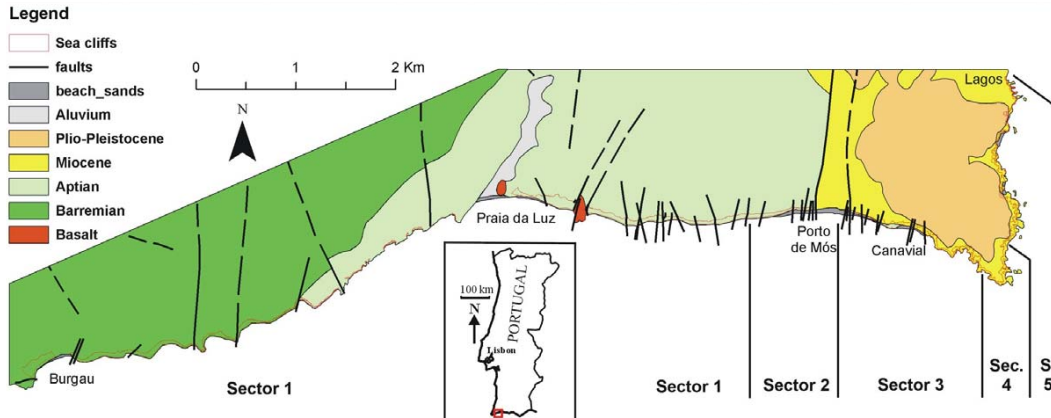 Legend
Sea cliffs
faults
beach_sands
Aluvium
Plio-Pleistocene
Miocene
Aptian
Barremian
Basalt
0 1 2 Km
N
Lagos
Praia da Luz
Porto
de Mós
Canavial
Burgau
100 km
N
PORTUGAL
Lisbon
Sector 1
Sector 1
Sector 2
Sector 3
Sec.
4
S
5